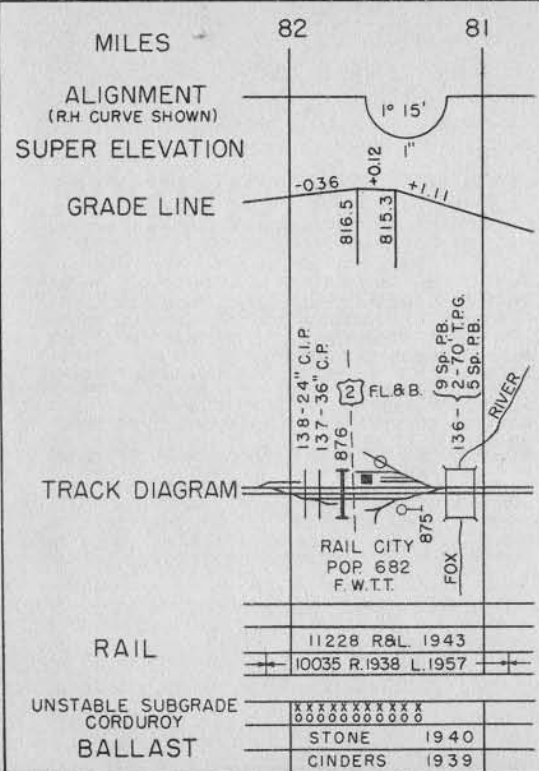 MILES 82 81
ALIGNMENT
(R.H. CURVE SHOWN)
1° 15'
SUPER ELEVATION 1"
GRADE LINE -0.36 +0.12 +1.11
816.5 815.3
138-24" C.I.P.
137-36" C.P.
876
2 F.L.& B.
136-
9 Sp. P.B.
2-70' T.P.G.
5 Sp. P.B.
RIVER
TRACK DIAGRAM
875
FOX
RAIL CITY
POP. 682
F.W.T.T.
RAIL
11228 R&L. 1943
10035 R.1938 L.1957
UNSTABLE SUBGRADE X X X X X X X X X X X
CORDUROY O O O O O O O O O O O
BALLAST
STONE 1940
CINDERS 1939